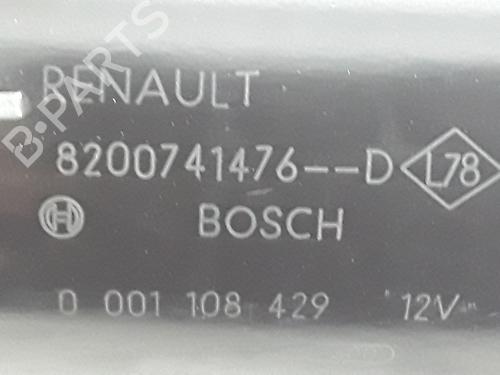 RENAULT
8200741476--D L78
BOSCH
0 001 108 429 12V
B-PARTS